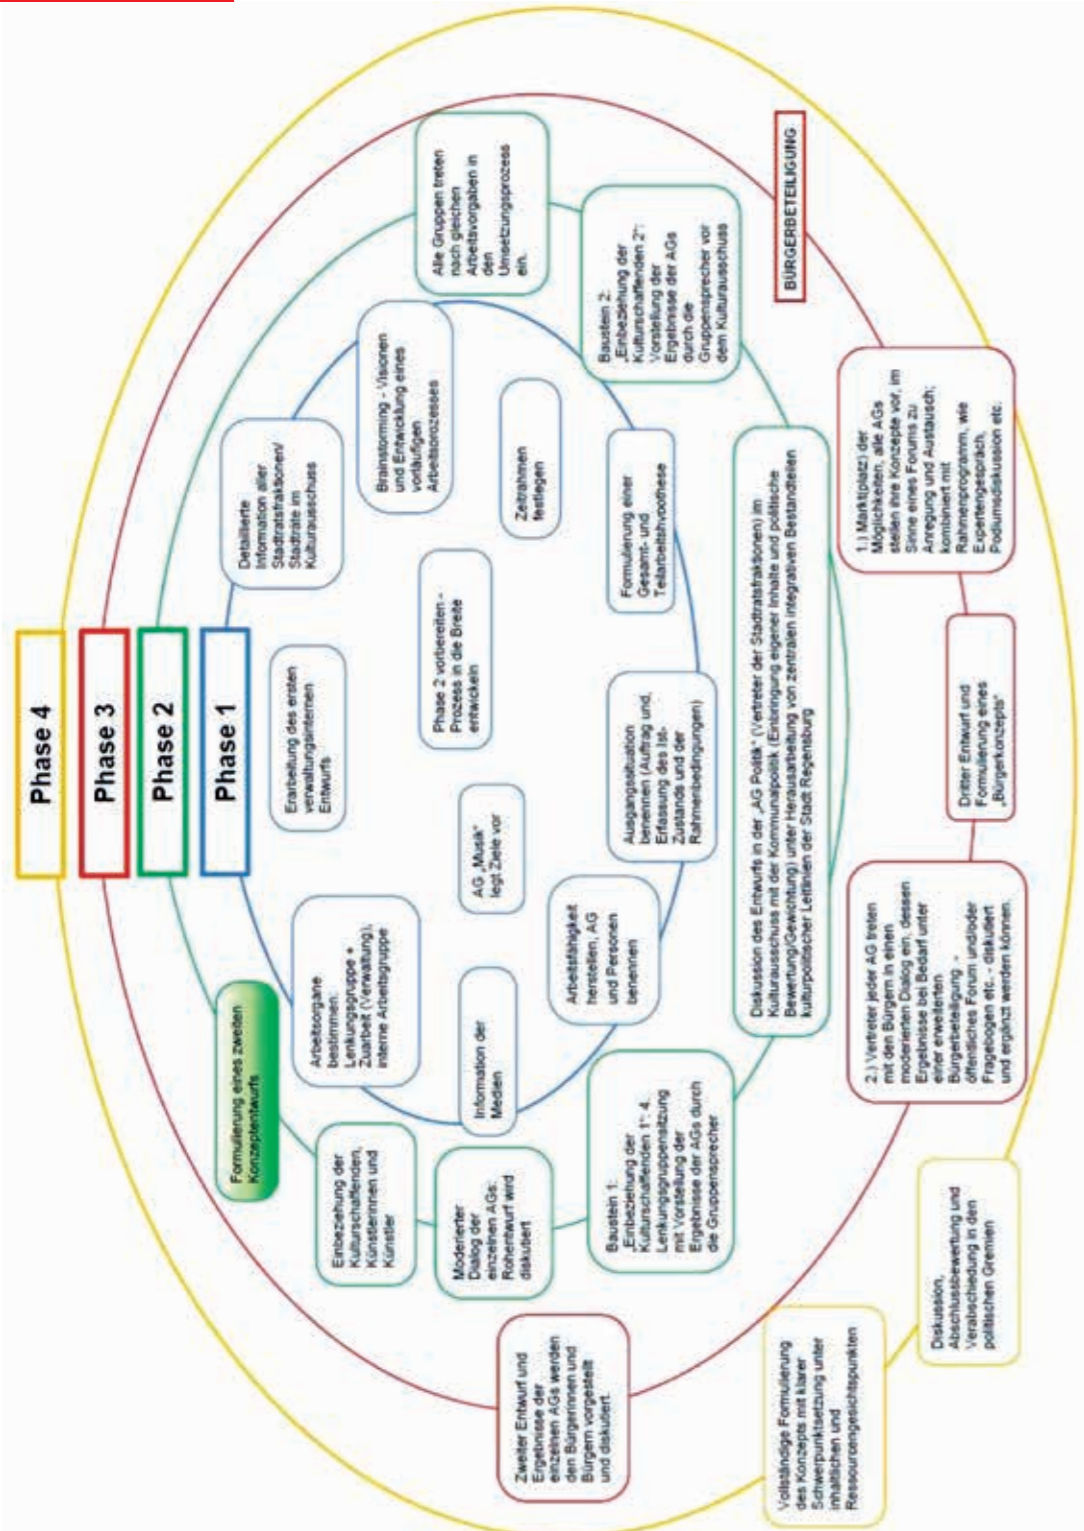 Phase 4
Phase 3
Phase 2
Phase 1
Erarbeitung des ersten
verwaltungsinternen
Entwurfs
Detaillierte
Information aller
Stadtratsfraktionen/
Stadträte im
Kulturausschuss
Brainstorming - Visionen
und Entwicklung eines
vorläufigen
Arbeitsprozesses
Zeitrahmen
festlegen
Phase 2 vorbereiten -
Prozess in die Breite
entwickeln
Formulierung einer
Gesamt- und
Teilarbeitshypothese
Ausgangssituation
benennen (Auftrag und
Erfassung des Ist-
Zustands und der
Rahmenbedingungen)
AG „Musik"
legt Ziele vor
Arbeitsfähigkeit
herstellen, AG
und Personen
benennen
Information der
Medien
Arbeitsorgane
bestimmen:
Lenkungsgruppe +
Zuarbeit (Verwaltung),
interne Arbeitsgruppe
Alle Gruppen treten
nach gleichen
Arbeitsvorgaben in
den
Umsetzungsprozess
ein.
Baustein 2:
„Einbeziehung der
Kulturschaffenden 2":
Vorstellung der
Ergebnisse der AGs
durch die
Gruppensprecher vor
dem Kulturausschuss
Diskussion des Entwurfs in der „AG Politik" (Vertreter der Stadtratsfraktionen) im
Kulturausschuss mit der Kommunalpolitik (Einbringung eigener Inhalte und politische
Bewertung/Gewichtung) unter Herausarbeitung von zentralen integrativen Bestandteilen
kulturpolitischer Leitlinien der Stadt Regensburg
Baustein 1:
„Einbeziehung der
Kulturschaffenden 1": 4.
Lenkungsgruppensitzung
mit Vorstellung der
Ergebnisse der AGs durch
die Gruppensprecher
Moderierter
Dialog der
einzelnen AGs:
Rohentwurf wird
diskutiert
Einbeziehung der
Kulturschaffenden,
Künstlerinnen und
Künstler
Formulierung eines zweiten
Konzeptentwurfs
BÜRGERBETEILIGUNG
Zweiter Entwurf und
Ergebnisse der
einzelnen AGs werden
den Bürgerinnen und
Bürgern vorgestellt
und diskutiert.
1.) Markt(platz) der
Möglichkeiten, alle AGs
stellen ihre Konzepte vor, im
Sinne eines Forums zu
Anregung und Austausch;
kombiniert mit
Rahmenprogramm, wie
Expertengespräch,
Podiumsdiskussion etc.
2.) Vertreter jeder AG treten
mit den Bürgern in einen
moderierten Dialog ein, dessen
Ergebnisse bei Bedarf unter
einer erweiterten
Bürgerbeteiligung -
öffentliches Forum und/oder
Fragebogen etc. - diskutiert
und ergänzt werden können.
Dritter Entwurf und
Formulierung eines
„Bürgerkonzepts"
Vollständige Formulierung
des Konzepts mit klarer
Schwerpunktsetzung unter
inhaltlichen und
Ressourcengesichtspunkten
Diskussion,
Abschlussbewertung und
Verabschiedung in den
politischen Gremien